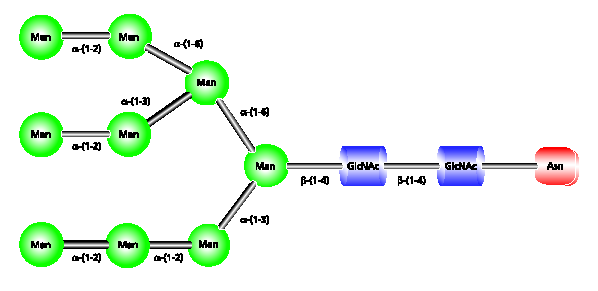 Man Man α-(1-6)
α-(1-2)
Man
α-(1-3) α-(1-6)
Man Man
α-(1-2)
Man GlcNAc GlcNAc Asn
β-(1-4) β-(1-4)
α-(1-3)
Man Man Man
α-(1-2) α-(1-2)